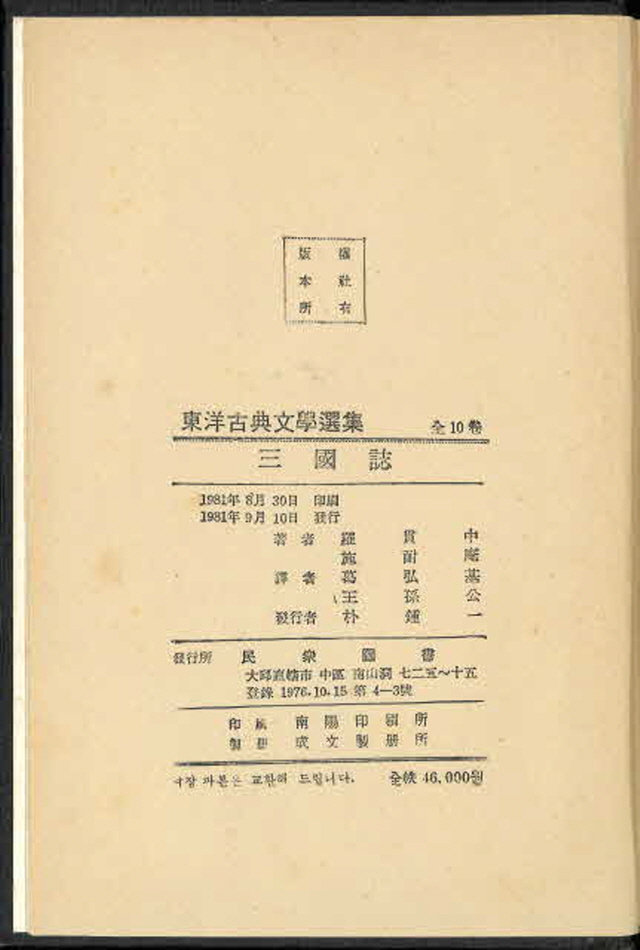 版權
本社
所有
東洋古典文學選集 全10卷
三國誌
1981年 8月 30日 印刷
1981年 9月 10日 發行
著者 羅貫中
施耐庵
譯者 葛弘基
王孫公
發行者 朴鍾一
發行所 民衆圖書
大邱直轄市 中區 南山洞 七二五~十五
登錄 1976.10.15 第 4—3號
印刷 南陽印刷所
製册 成文製册所
파본은 교환해 드립니다. 全帙 46,000원